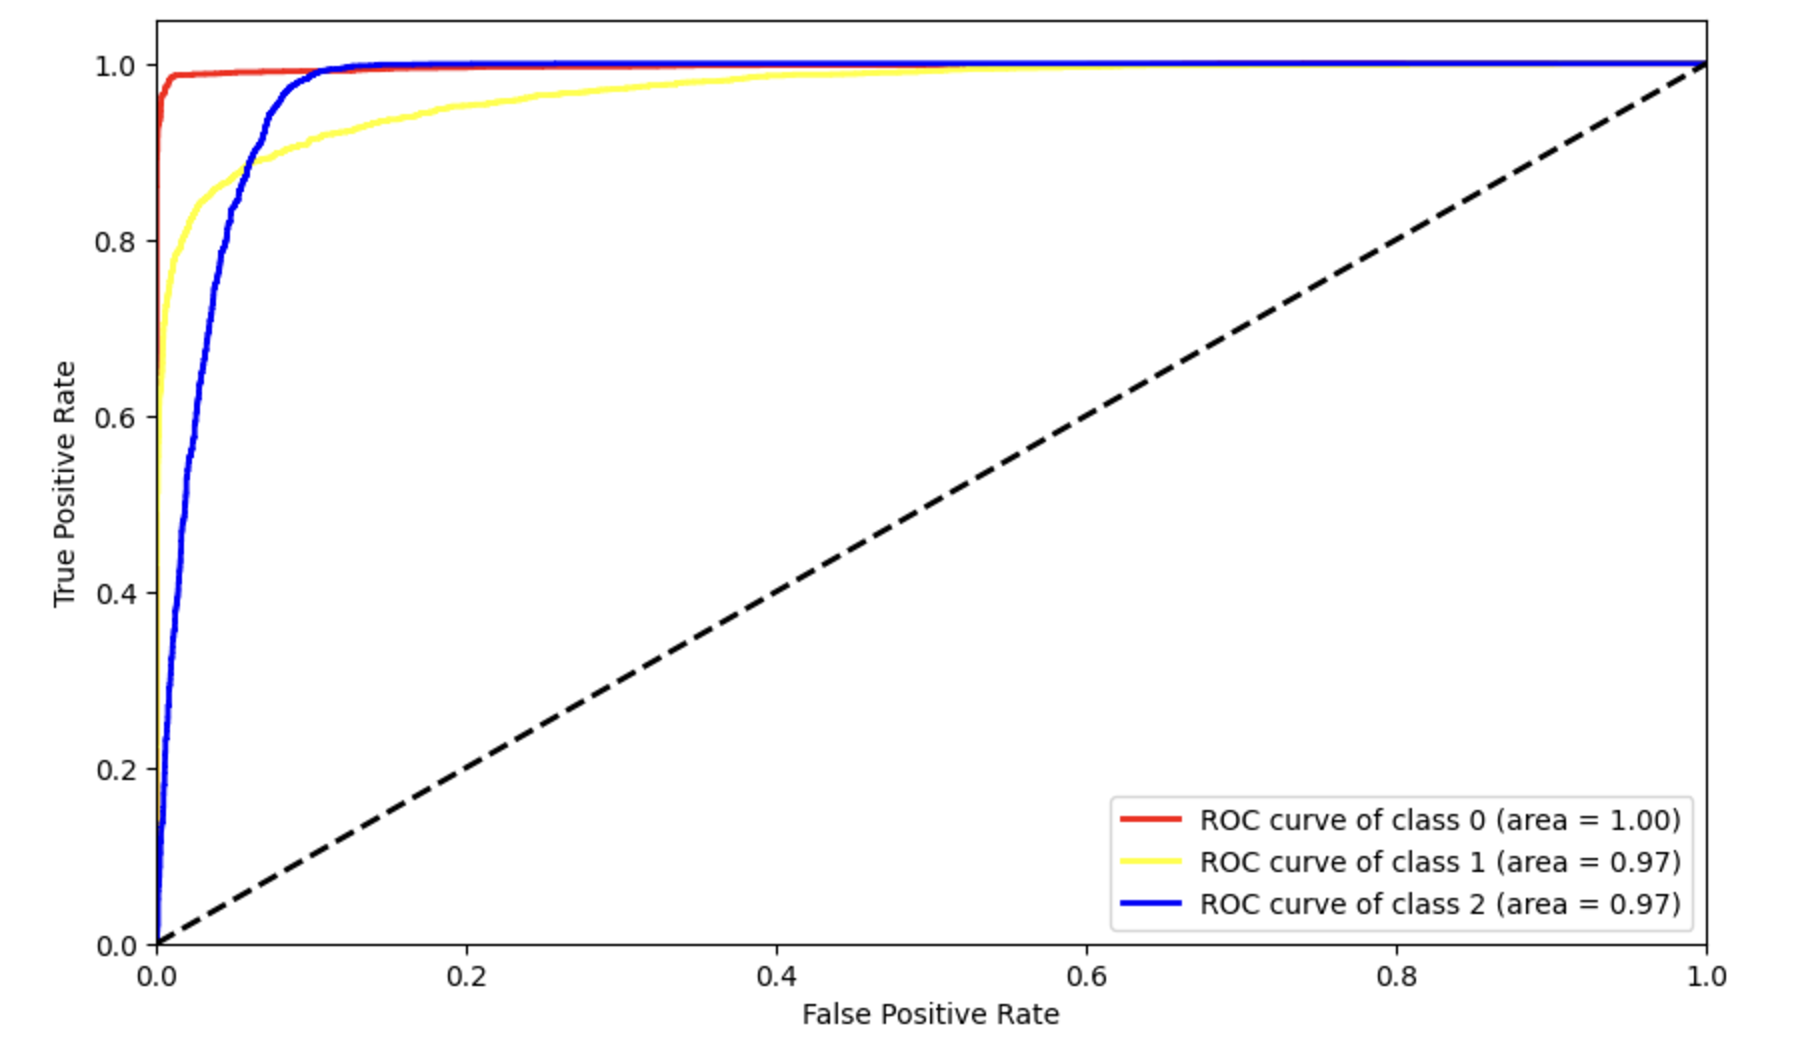 1.0
0.8
0.6
0.4
0.2
0.0
True Positive Rate
ROC curve of class 0 (area = 1.00)
ROC curve of class 1 (area = 0.97)
ROC curve of class 2 (area = 0.97)
0.0 0.2 0.4 0.6 0.8 1.0
False Positive Rate